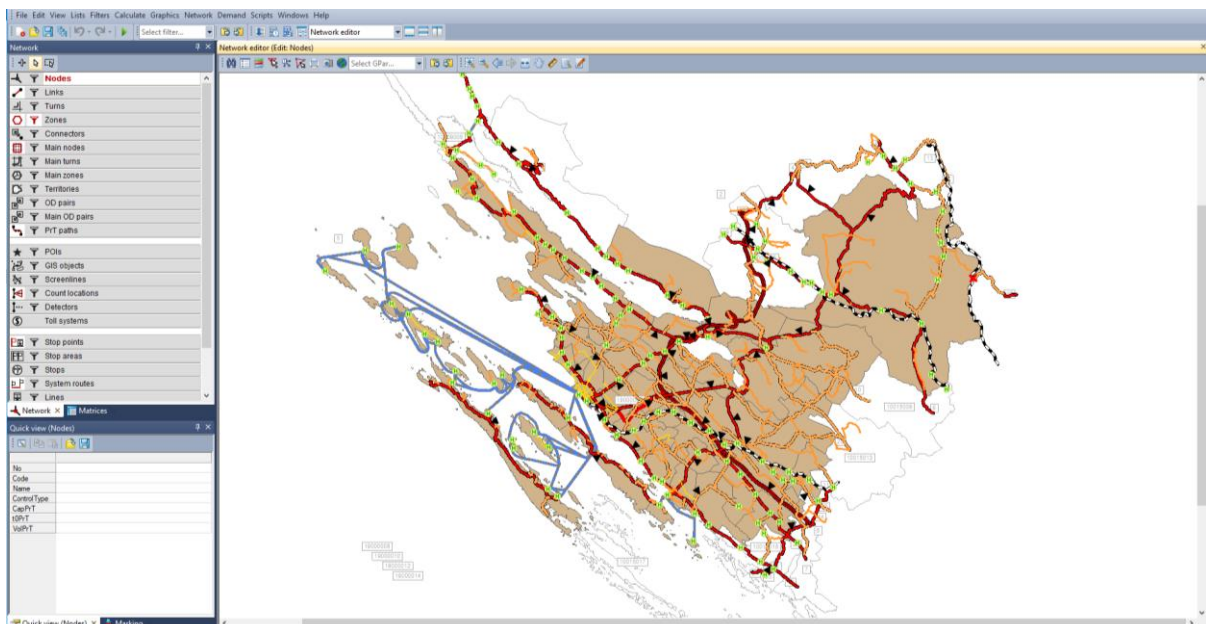 File Edit View Lists Filters Calculate Graphics Network Demand Scripts Windows Help
Select filter...
Network editor
Network
Network editor (Edit: Nodes)
Select GPar...
Nodes
Links
Turns
Zones
Connectors
Main nodes
Main turns
Main zones
Territories
OD pairs
Main OD pairs
PrT paths
POIs
GIS objects
Screenlines
Count locations
Detectors
Toll systems
Stop points
Stop areas
Stops
System routes
Lines
Network
Matrices
Quick view (Nodes)
No
Code
Name
ControlType
CapPrT
t0PrT
VolPrT
Quick view (Nodes)
Marking